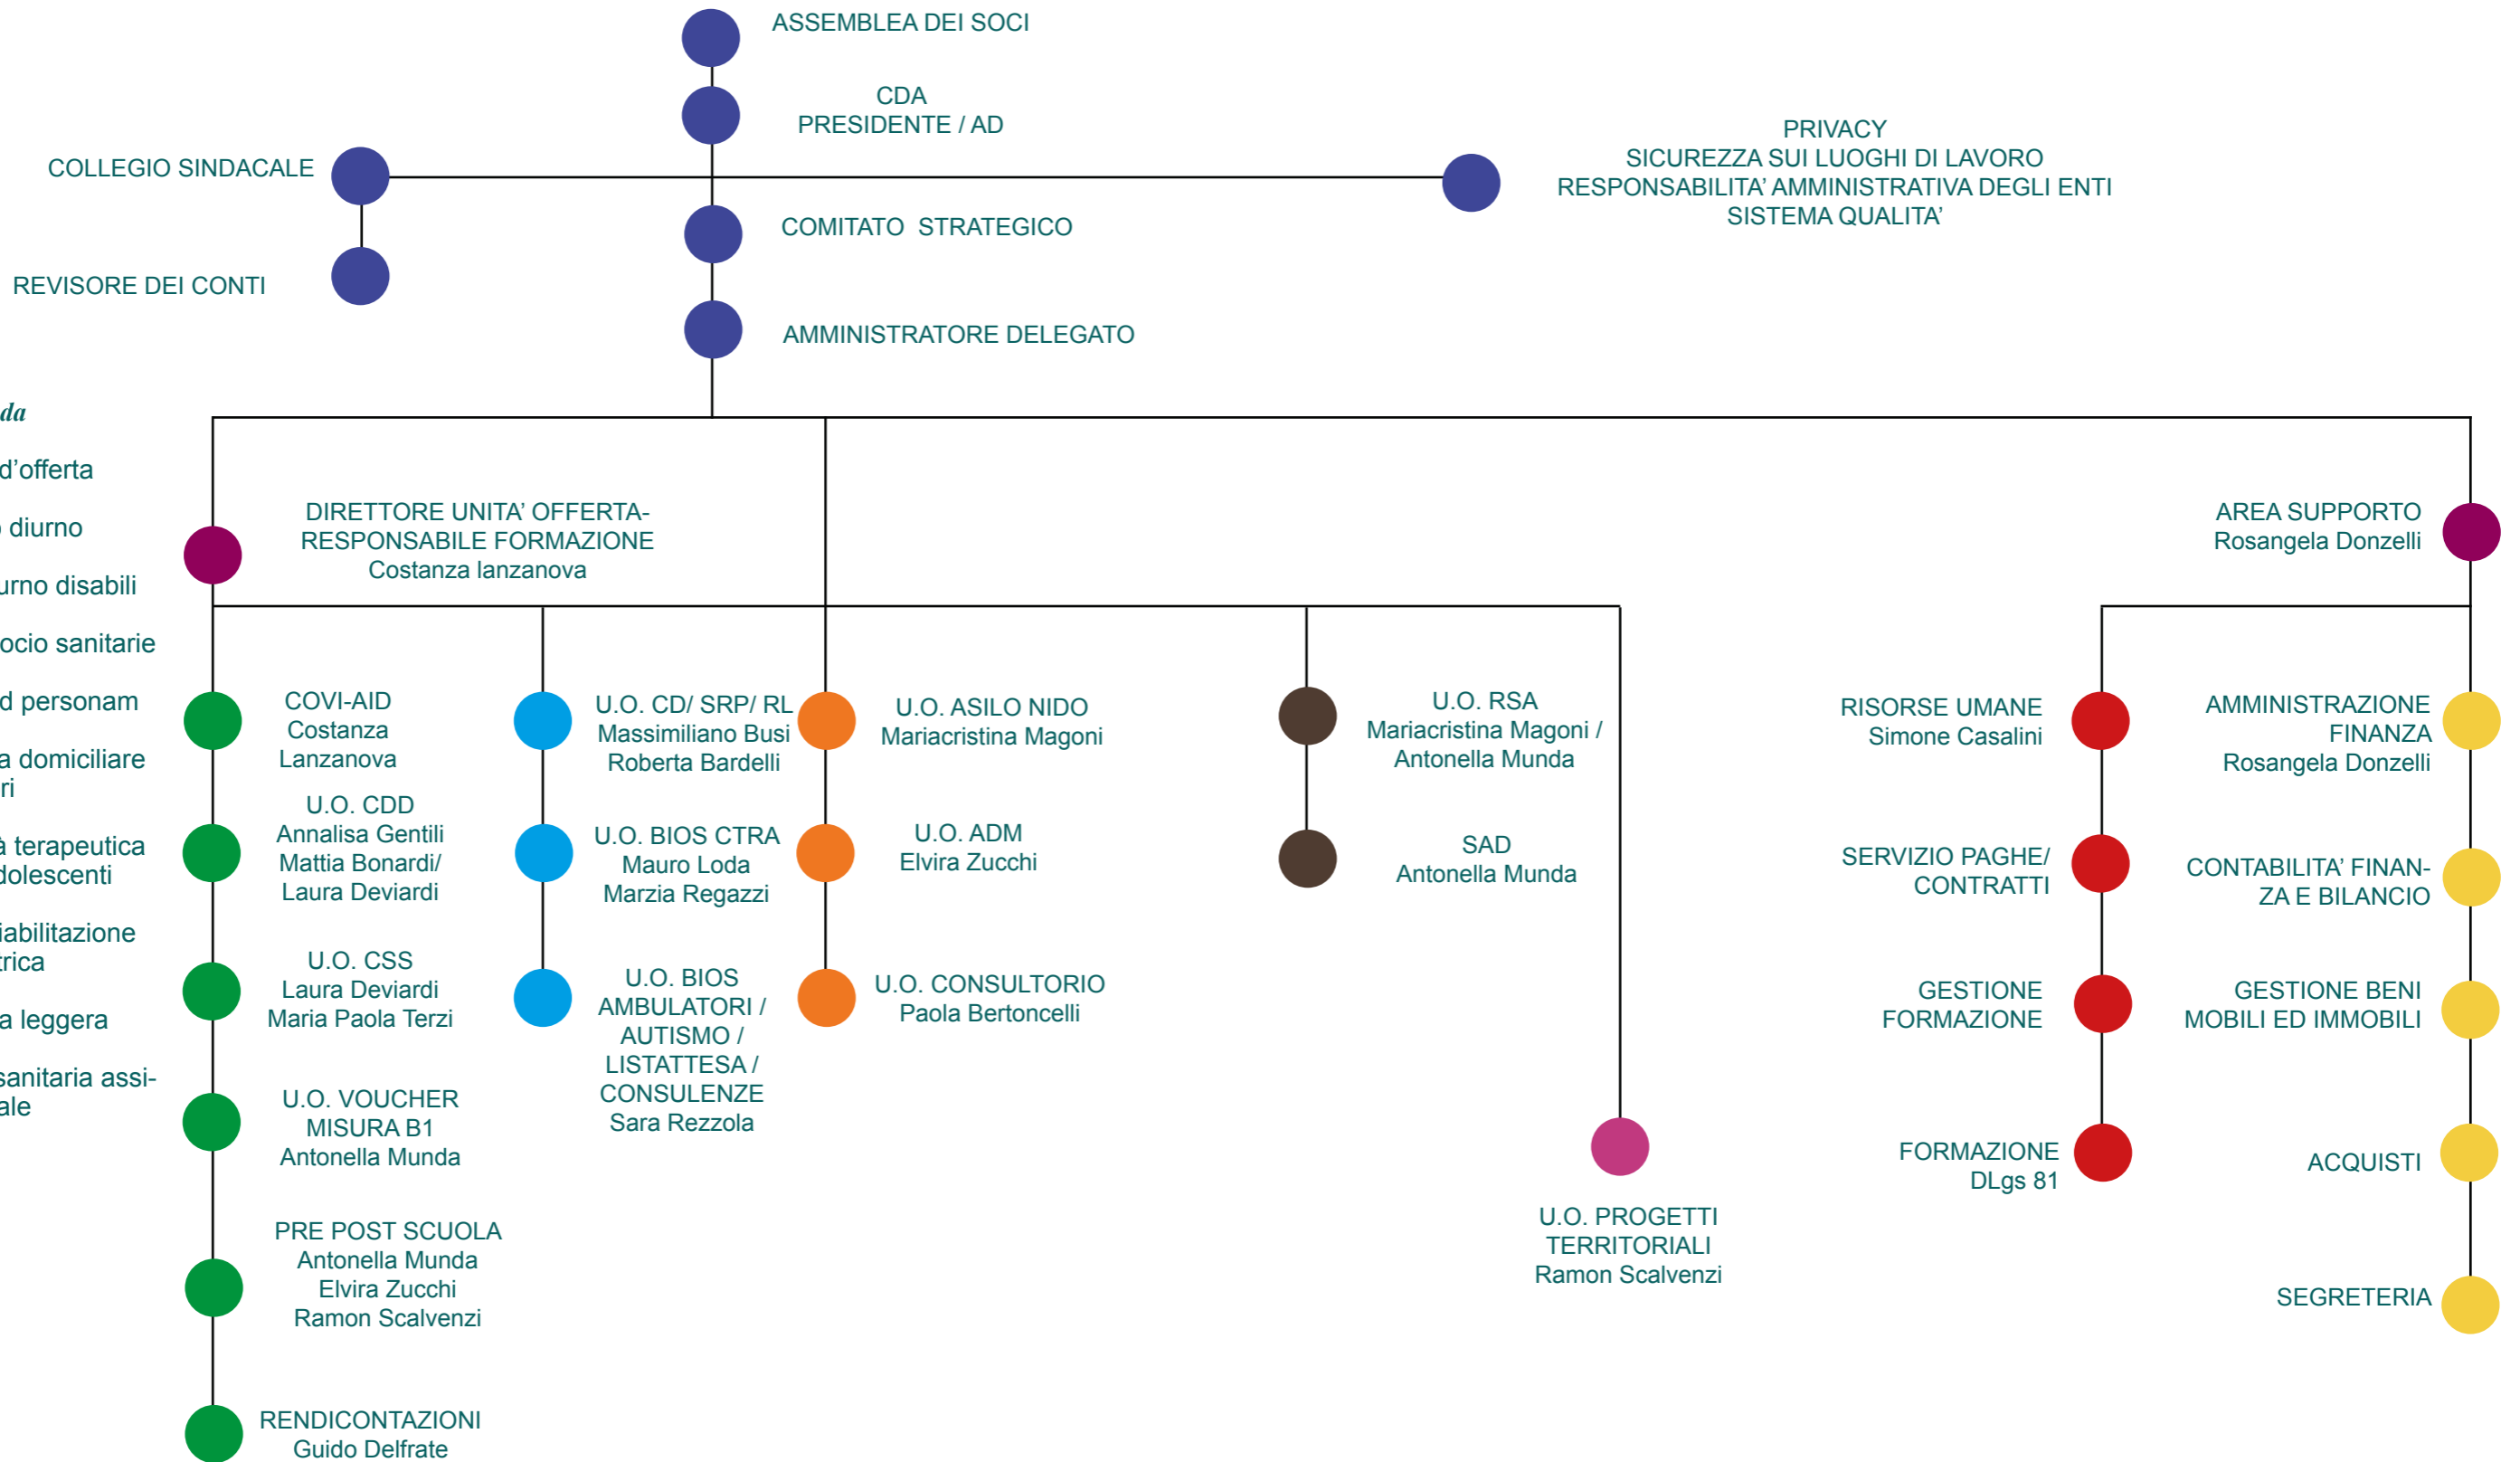 ASSEMBLEA DEI SOCI
CDA
PRESIDENTE / AD
COLLEGIO SINDACALE
PRIVACY
SICUREZZA SUI LUOGHI DI LAVORO
RESPONSABILITA’ AMMINISTRATIVA DEGLI ENTI
SISTEMA QUALITA’
COMITATO STRATEGICO
REVISORE DEI CONTI
AMMINISTRATORE DELEGATO
da
d’offerta
diurno
urno disabili
ocio sanitarie
d personam
a domiciliare
ri
à terapeutica
dolescenti
iabilitazione
trica
a leggera
sanitaria assi-
ale
DIRETTORE UNITA’ OFFERTA-
RESPONSABILE FORMAZIONE
Costanza lanzanova
AREA SUPPORTO
Rosangela Donzelli
COVI-AID
Costanza
Lanzanova
U.O. CDD
Annalisa Gentili
Mattia Bonardi/
Laura Deviardi
U.O. CSS
Laura Deviardi
Maria Paola Terzi
U.O. VOUCHER
MISURA B1
Antonella Munda
PRE POST SCUOLA
Antonella Munda
Elvira Zucchi
Ramon Scalvenzi
RENDICONTAZIONI
Guido Delfrate
U.O. CD/ SRP/ RL
Massimiliano Busi
Roberta Bardelli
U.O. BIOS CTRA
Mauro Loda
Marzia Regazzi
U.O. BIOS
AMBULATORI /
AUTISMO /
LISTATTESA /
CONSULENZE
Sara Rezzola
U.O. ASILO NIDO
Mariacristina Magoni
U.O. ADM
Elvira Zucchi
U.O. CONSULTORIO
Paola Bertoncelli
U.O. RSA
Mariacristina Magoni /
Antonella Munda
SAD
Antonella Munda
U.O. PROGETTI
TERRITORIALI
Ramon Scalvenzi
RISORSE UMANE
Simone Casalini
SERVIZIO PAGHE/
CONTRATTI
GESTIONE
FORMAZIONE
FORMAZIONE
DLgs 81
AMMINISTRAZIONE
FINANZA
Rosangela Donzelli
CONTABILITA’ FINAN-
ZA E BILANCIO
GESTIONE BENI
MOBILI ED IMMOBILI
ACQUISTI
SEGRETERIA